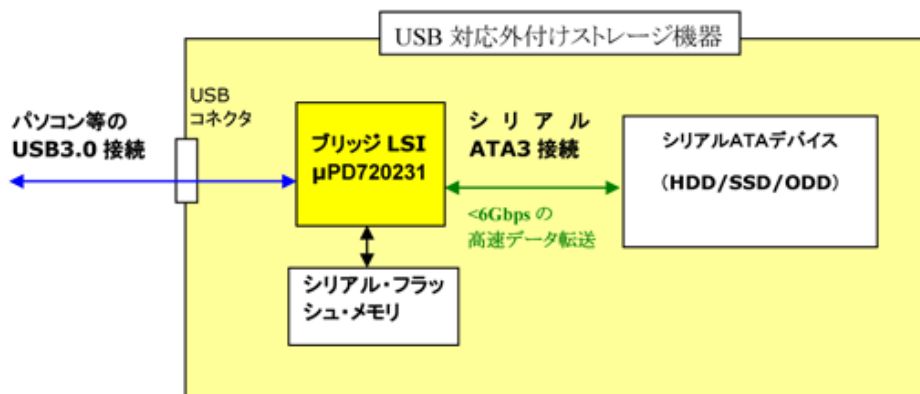 USB 対応外付けストレージ機器
USB
コネクタ
パソコン等の
USB3.0 接続
ブリッジ LSI
µPD720231
シ リ ア ル
ATA3 接続
<6Gbps の
高速データ転送
シリアルATAデバイス
（HDD/SSD/ODD）
シリアル・フラッ
シュ・メモリ